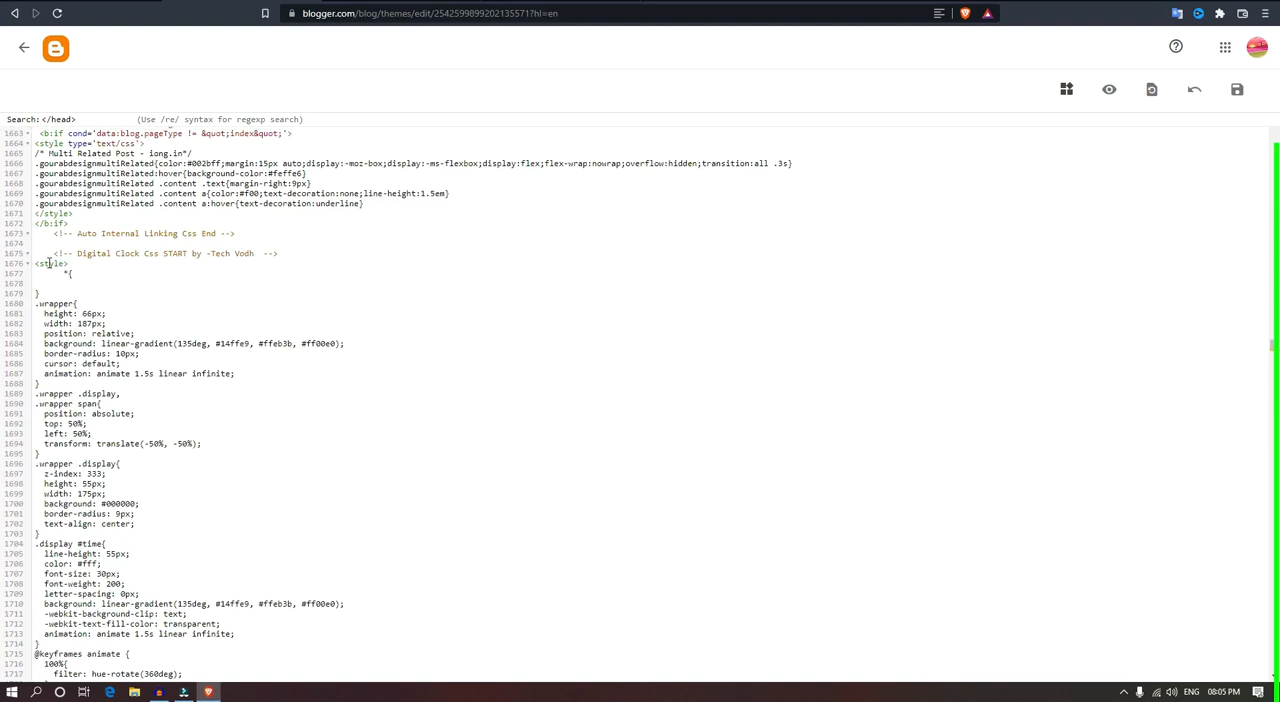 blogger.com/blog/themes/edit/2542599899202135571?hl=en
Search:</head> (Use /re/ syntax for regexp search)
1663 <b:if cond='data:blog.pageType != &quot;index&quot;'>
1664 <style type='text/css'>
1665 /* Multi Related Post - iong.in*/
1666 .gourabdesignmultiRelated{color:#002bff;margin:15px auto;display:-moz-box;display:-ms-flexbox;display:flex;flex-wrap:nowrap;overflow:hidden;transition:all .3s}
1667 .gourabdesignmultiRelated:hover{background-color:#feffe6}
1668 .gourabdesignmultiRelated .content .text{margin-right:9px}
1669 .gourabdesignmultiRelated .content a{color:#f00;text-decoration:none;line-height:1.5em}
1670 .gourabdesignmultiRelated .content a:hover{text-decoration:underline}
1671 </style>
1672 </b:if>
1673 <!-- Auto Internal Linking Css End -->
1674
1675 <!-- Digital Clock Css START by -Tech Vodh -->
1676 <style>
1677 *{
1678
}
1680 .wrapper{
1681 height: 66px;
1682 width: 187px;
1683 position: relative;
1684 background: linear-gradient(135deg, #14ffe9, #ffeb3b, #ff00e0);
1685 border-radius: 10px;
1686 cursor: default;
1687 animation: animate 1.5s linear infinite;
1688 }
1689 .wrapper .display,
1690 .wrapper span{
1691 position: absolute;
1692 top: 50%;
1693 left: 50%;
1694 transform: translate(-50%, -50%);
1695 }
1696 .wrapper .display{
1697 z-index: 333;
1698 height: 55px;
1699 width: 175px;
1700 background: #000000;
1701 border-radius: 9px;
1702 text-align: center;
1703 }
1704 .display #time{
1705 line-height: 55px;
1706 color: #fff;
1707 font-size: 30px;
1708 font-weight: 200;
1709 letter-spacing: 0px;
1710 background: linear-gradient(135deg, #14ffe9, #ffeb3b, #ff00e0);
1711 -webkit-background-clip: text;
1712 -webkit-text-fill-color: transparent;
1713 animation: animate 1.5s linear infinite;
1714 }
1715 @keyframes animate {
1716 100%{
1717 filter: hue-rotate(360deg);
ENG 08:05 PM